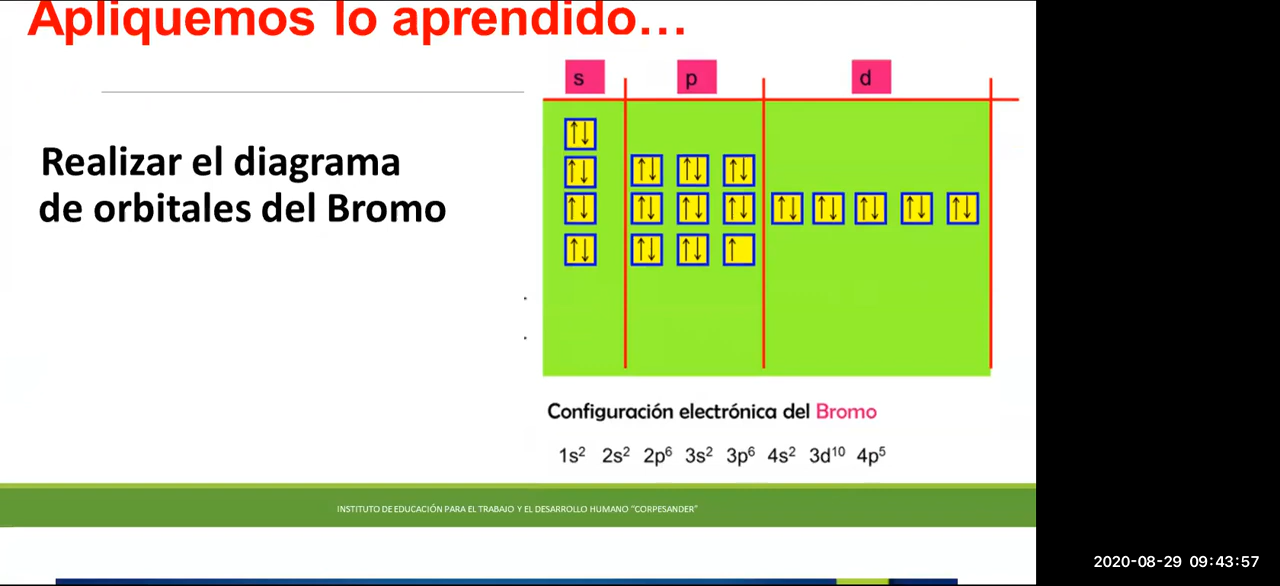 Apliquemos lo aprendido...
Realizar el diagrama
de orbitales del Bromo
s p d
↑↓
↑↓ ↑↓ ↑↓ ↑↓
↑↓ ↑↓ ↑↓ ↑↓ ↑↓ ↑↓ ↑↓ ↑↓ ↑↓
↑↓ ↑↓ ↑↓ ↑
Configuración electrónica del Bromo
1s² 2s² 2p⁶ 3s² 3p⁶ 4s² 3d¹⁰ 4p⁵
INSTITUTO DE EDUCACIÓN PARA EL TRABAJO Y EL DESARROLLO HUMANO "CORPESANDER"
2020-08-29 09:43:57